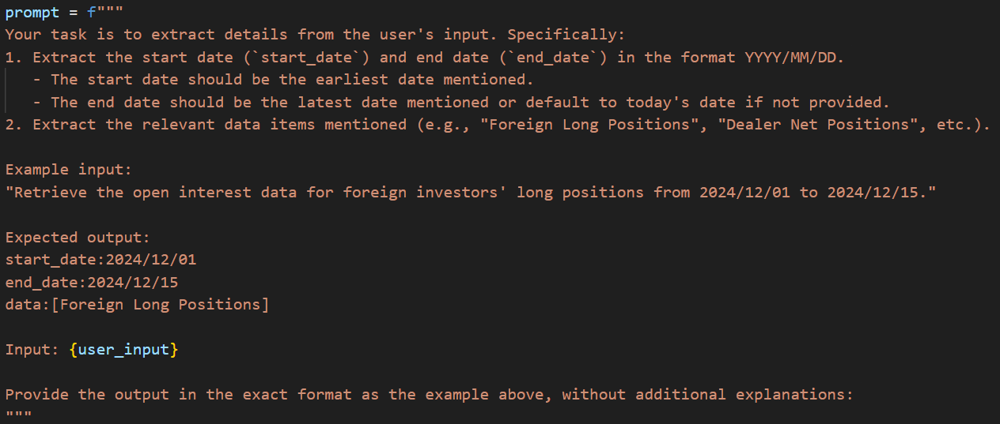 prompt = f"""
Your task is to extract details from the user's input. Specifically:
1. Extract the start date (`start_date`) and end date (`end_date`) in the format YYYY/MM/DD.
   - The start date should be the earliest date mentioned.
   - The end date should be the latest date mentioned or default to today's date if not provided.
2. Extract the relevant data items mentioned (e.g., "Foreign Long Positions", "Dealer Net Positions", etc.).

Example input:
"Retrieve the open interest data for foreign investors' long positions from 2024/12/01 to 2024/12/15."

Expected output:
start_date:2024/12/01
end_date:2024/12/15
data:[Foreign Long Positions]

Input: {user_input}

Provide the output in the exact format as the example above, without additional explanations:
"""